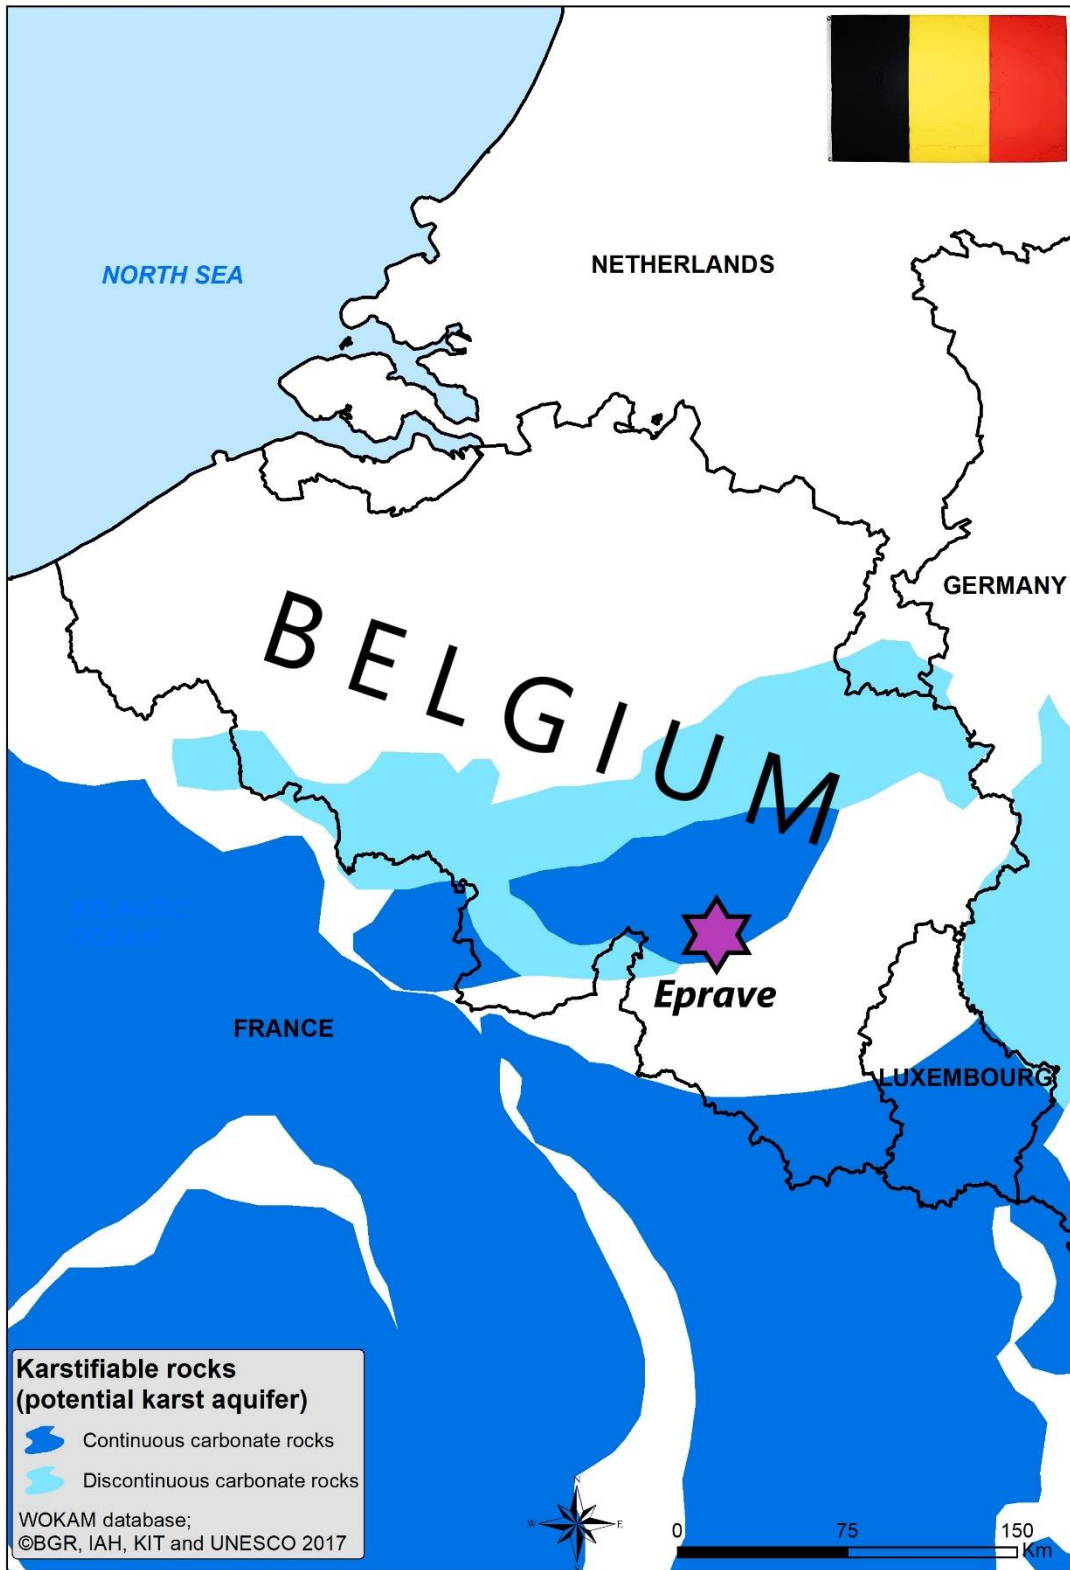 NORTH SEA
NETHERLANDS
GERMANY
BELGIUM
Eprave
FRANCE
LUXEMBOURG
Karstifiable rocks
(potential karst aquifer)
Continuous carbonate rocks
Discontinuous carbonate rocks
WOKAM database;
©BGR, IAH, KIT and UNESCO 2017
N
W E
S
0 75 150
Km